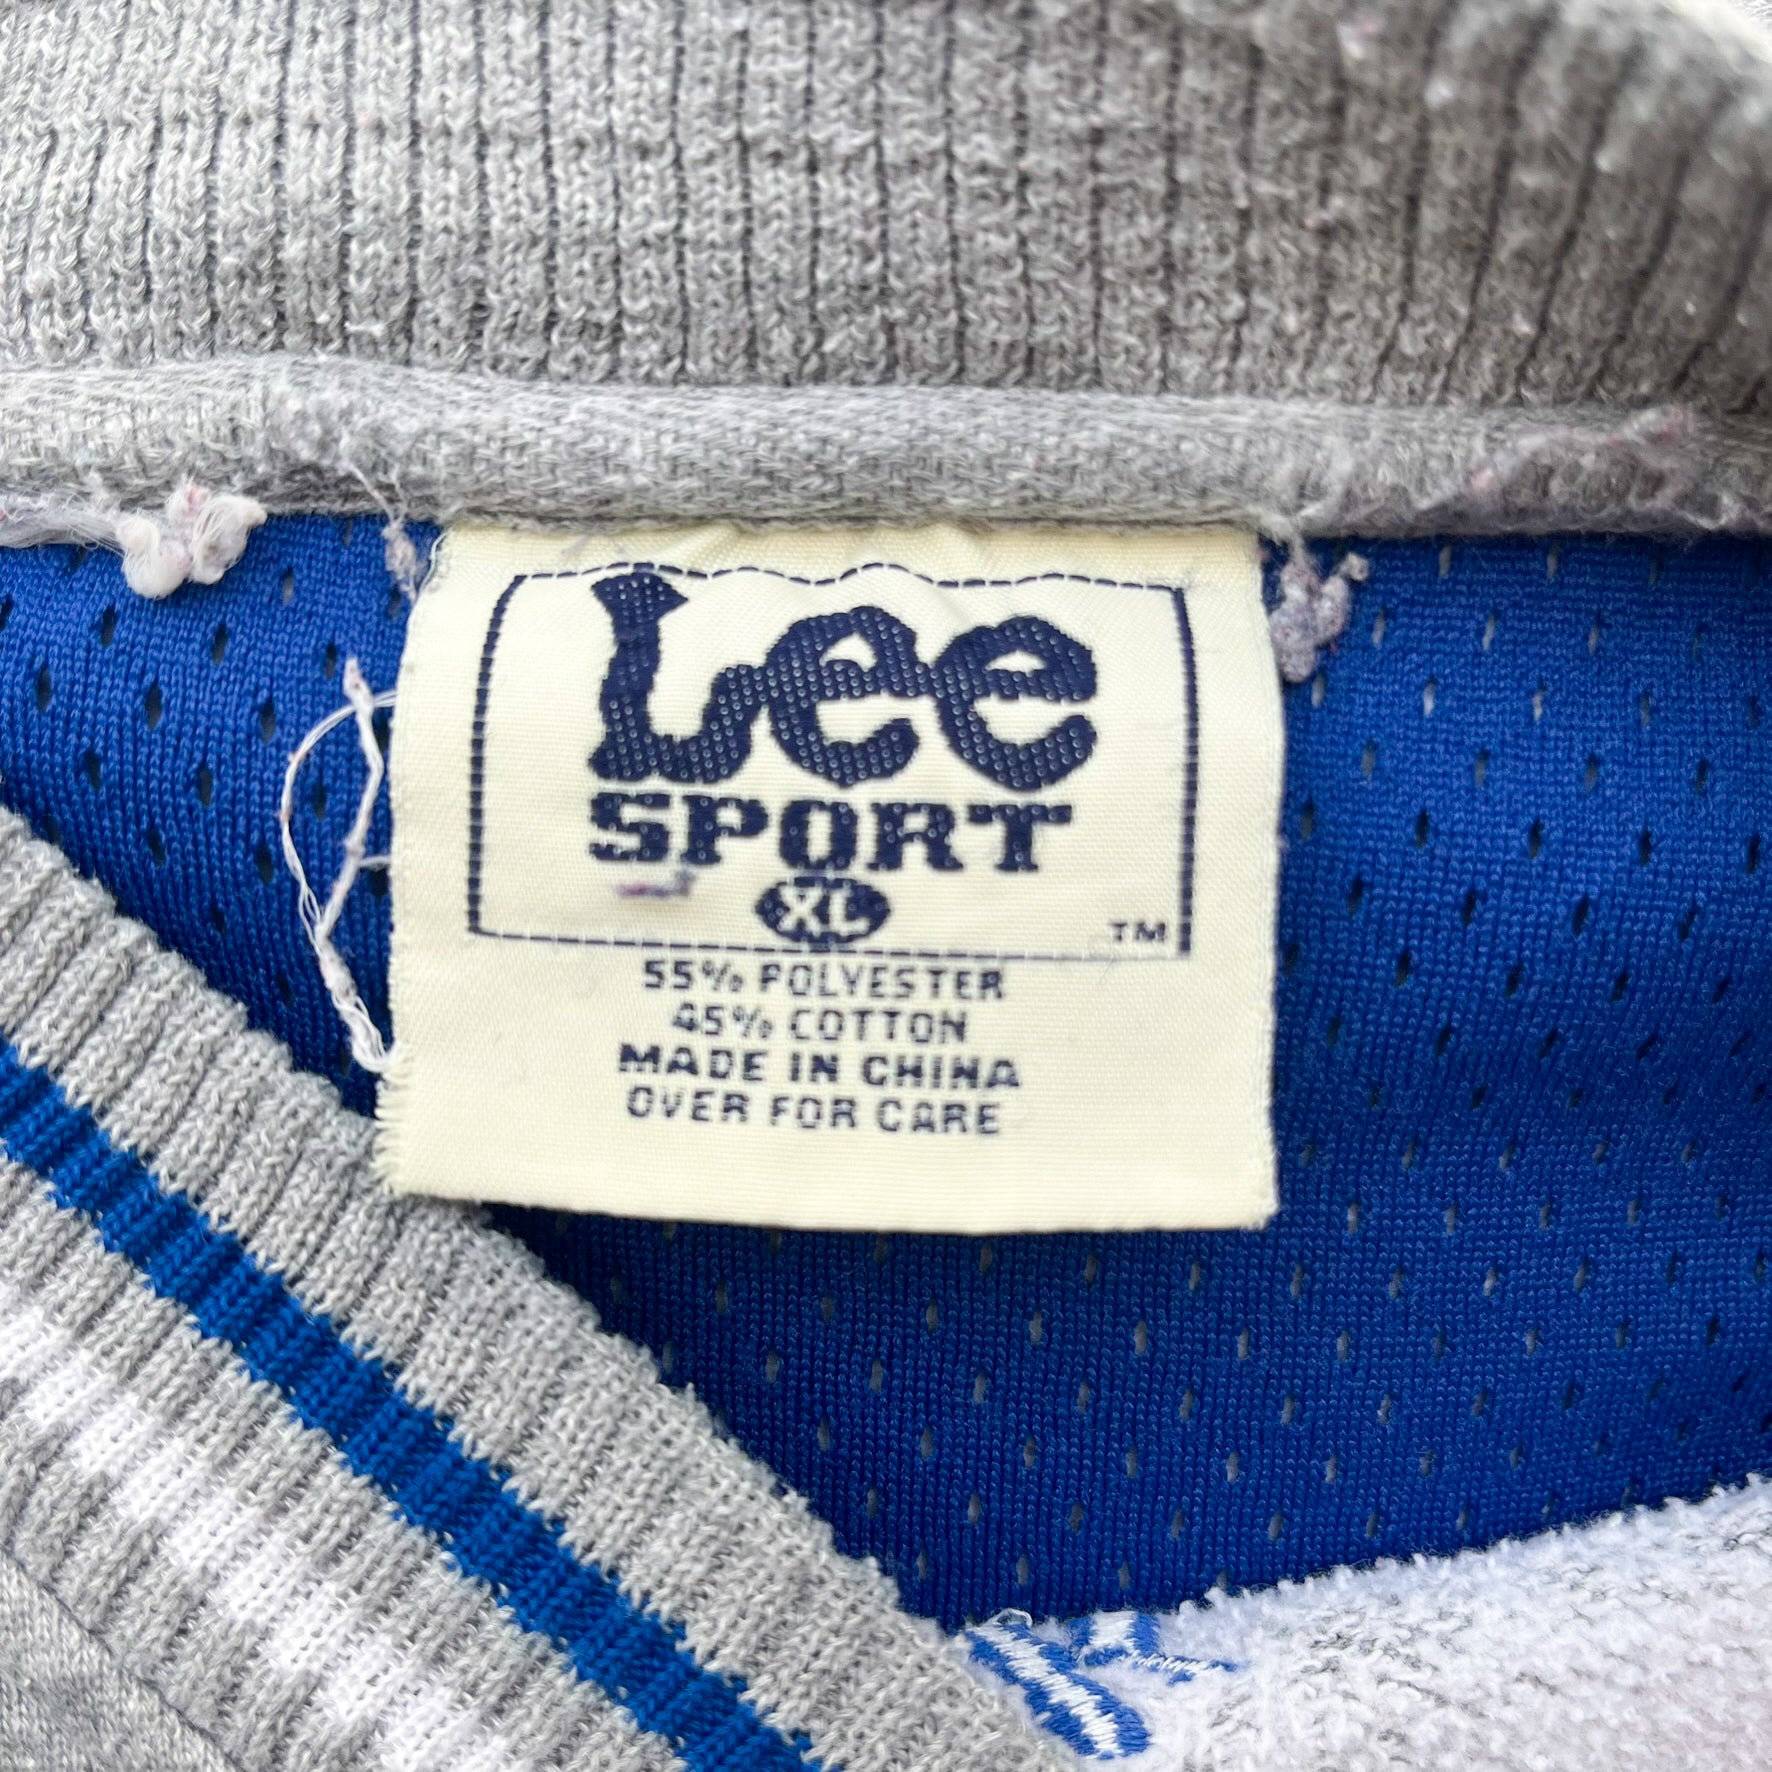 Lee
SPORT
XL
TM
55% POLYESTER
45% COTTON
MADE IN CHINA
OVER FOR CARE